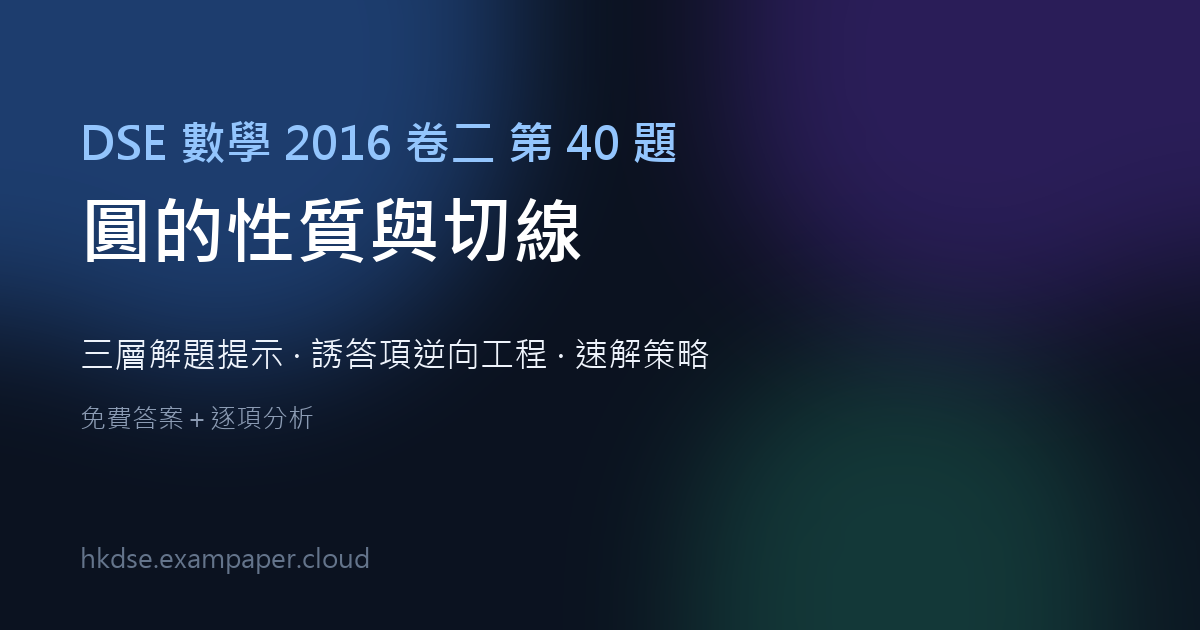 DSE 數學 2016 卷二 第 40 題
圓的性質與切線
三層解題提示 · 誘答項逆向工程 · 速解策略
免費答案 + 逐項分析
hkdse.exampaper.cloud